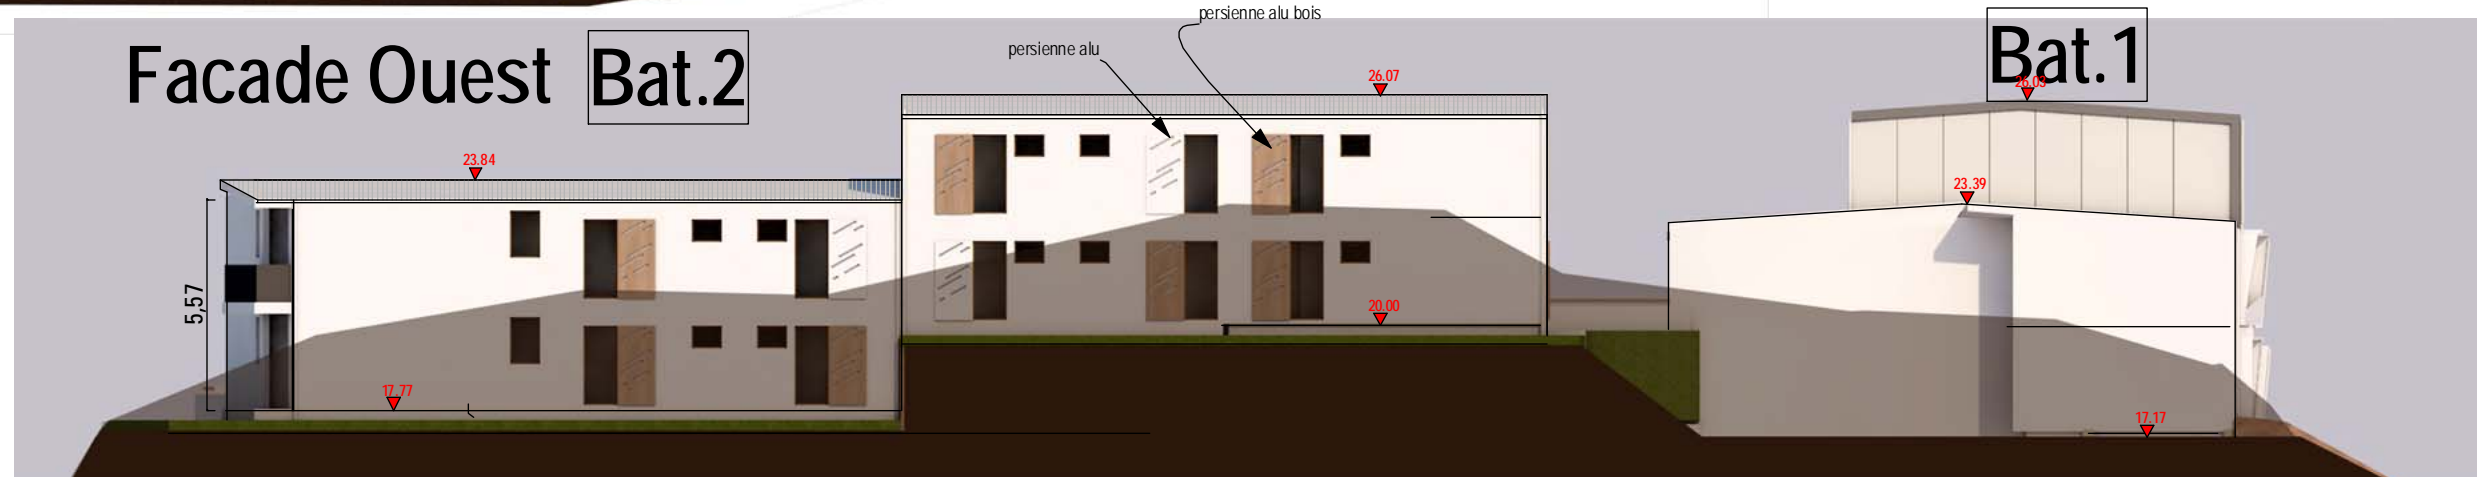 persienne alu bois
Facade Ouest Bat.2
persienne alu
Bat.1
26.07
26.03
23.84
23.39
5,57
20.00
17.77
17.17